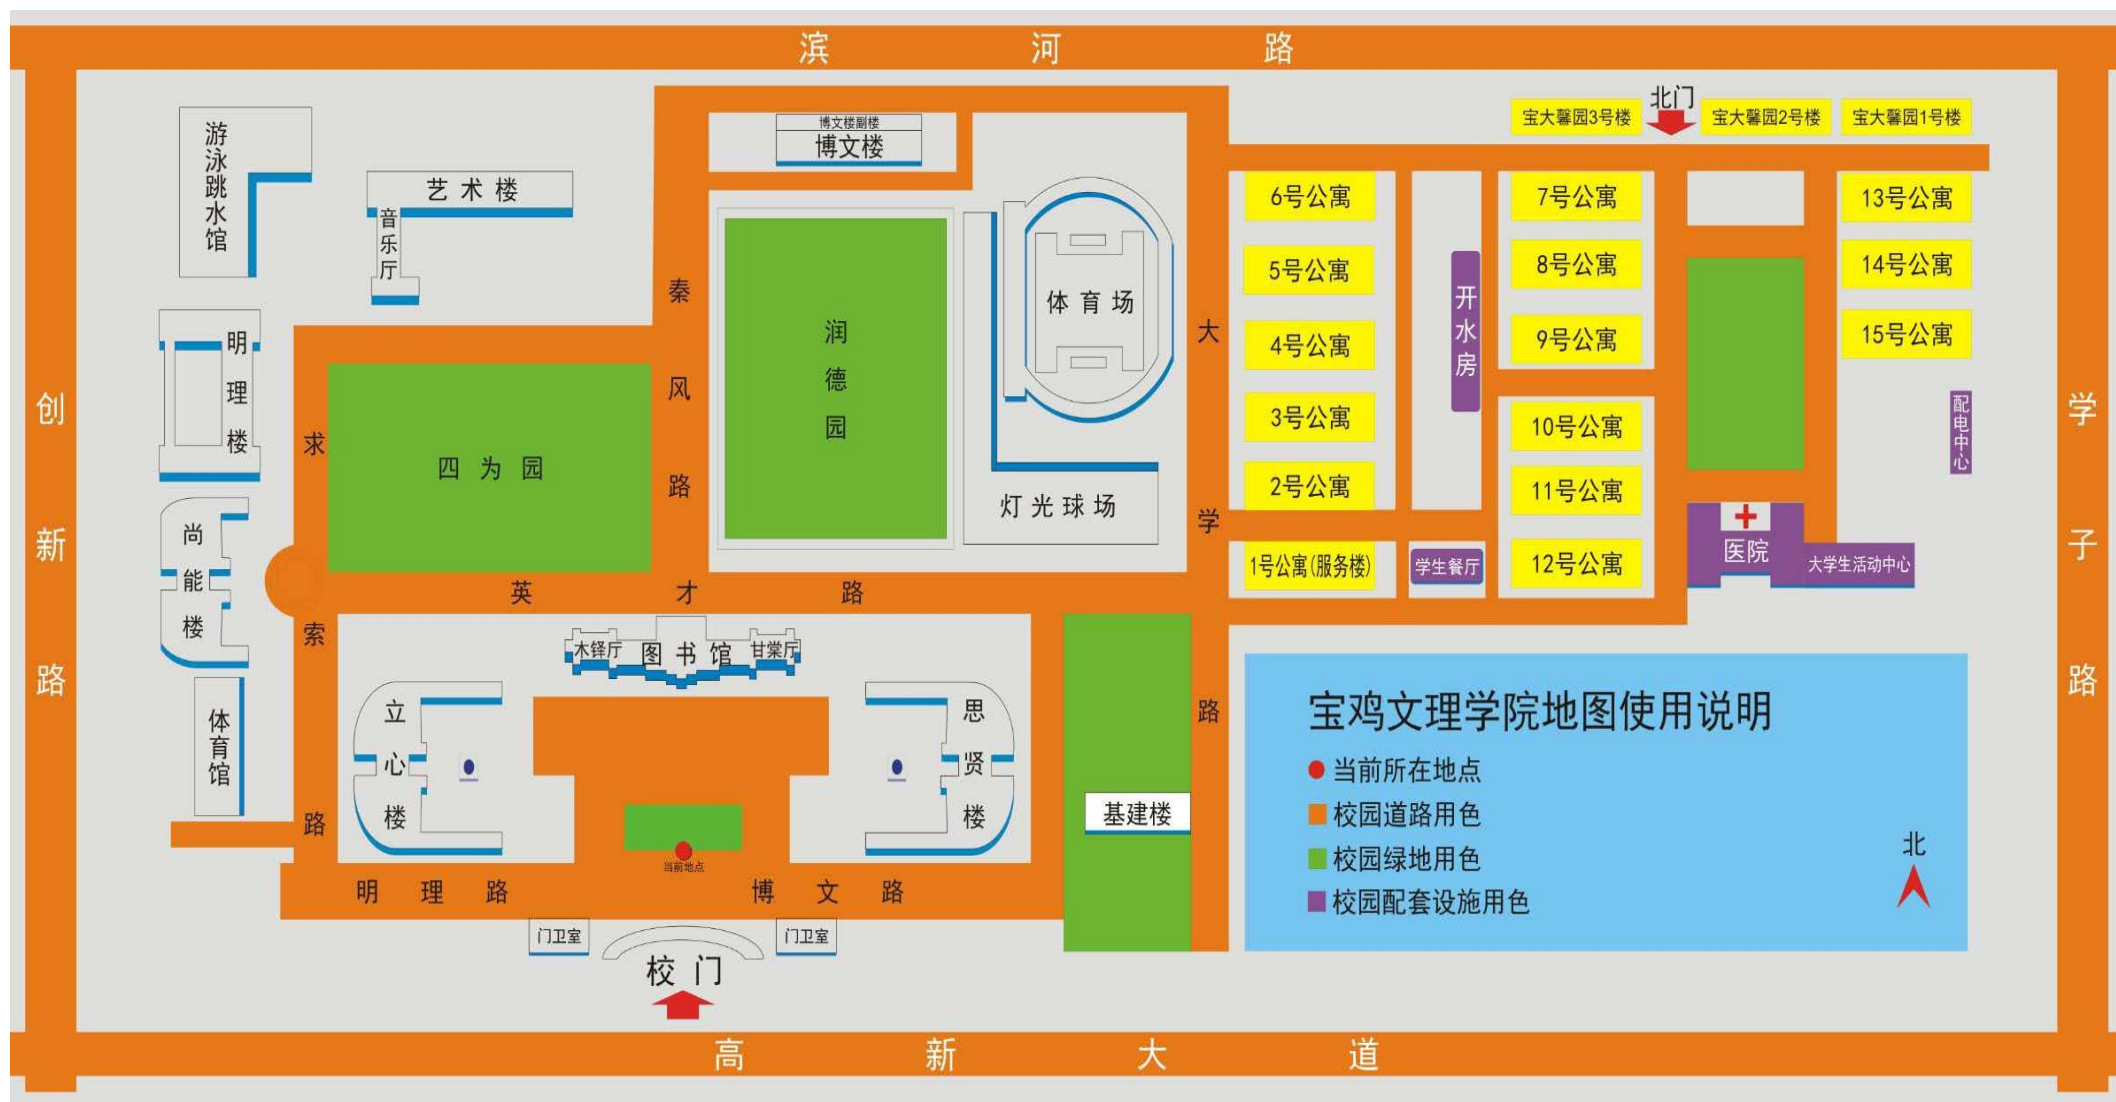 滨河路
北门
宝大馨园3号楼
宝大馨园2号楼
宝大馨园1号楼
游泳跳水馆
艺术楼
音乐厅
博文楼副楼
博文楼
6号公寓
7号公寓
13号公寓
5号公寓
8号公寓
14号公寓
体育场
开水房
4号公寓
9号公寓
15号公寓
明理楼
秦风路
润德园
大学路
创新路
学子路
3号公寓
10号公寓
配电中心
求索路
四为园
2号公寓
11号公寓
灯光球场
尚能楼
1号公寓(服务楼)
学生餐厅
12号公寓
医院
大学生活动中心
英才路
木铎厅
图书馆
甘棠厅
体育馆
立心楼
思贤楼
基建楼
当前地点
明理路
博文路
门卫室
门卫室
校门
宝鸡文理学院地图使用说明
当前所在地点
校园道路用色
校园绿地用色
校园配套设施用色
北
高新大道